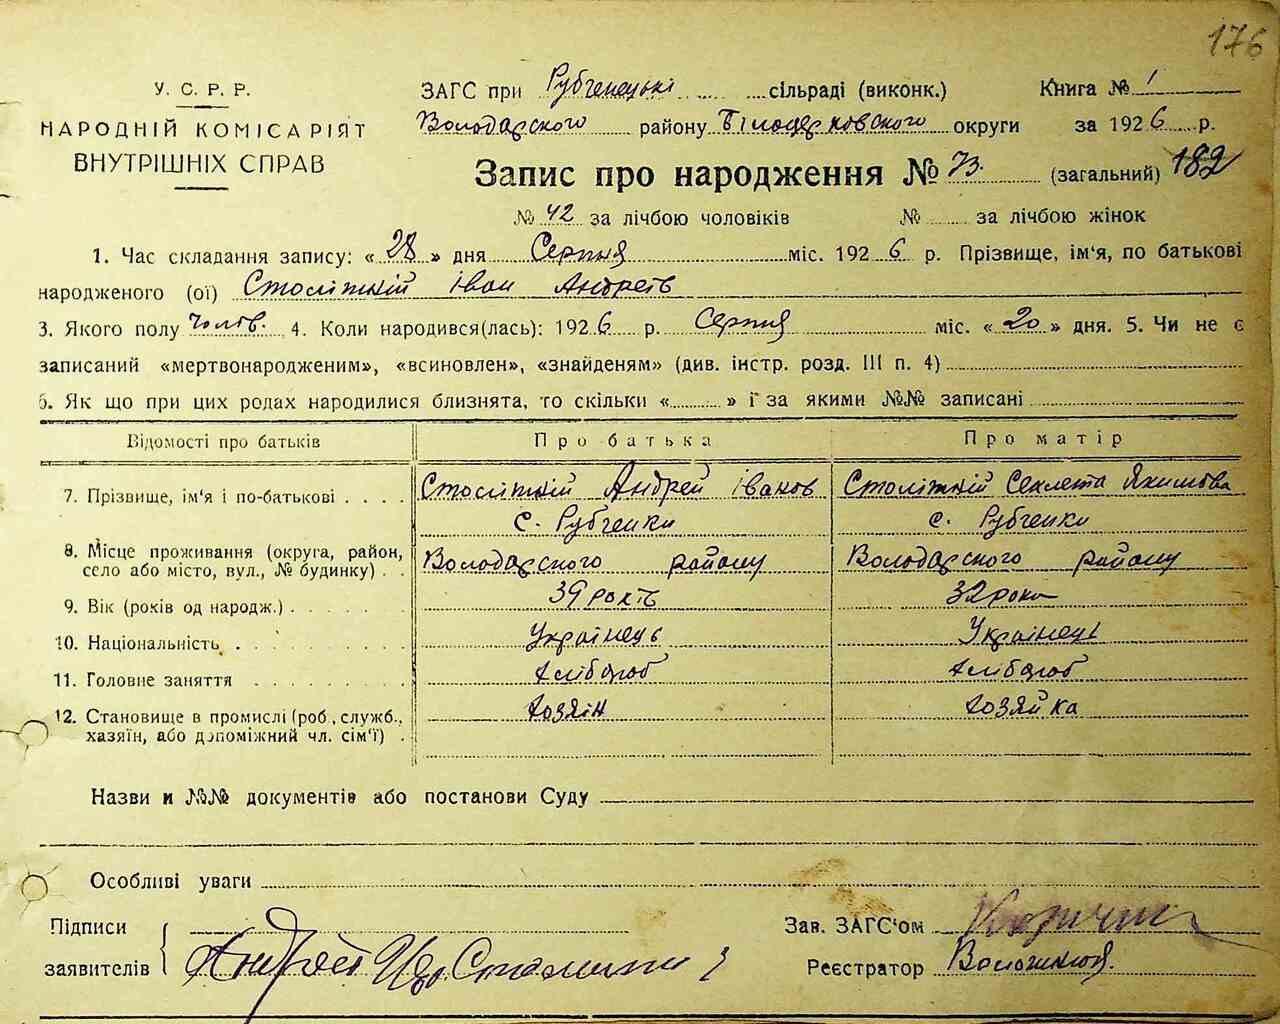 176
У. С. Р. Р.
НАРОДНІЙ КОМІСАРІЯТ
ВНУТРІШНІХ СПРАВ
ЗАГС при Рубченецькі сільраді (виконк.) Книга № 1
Володарского району Білоцерковского округи за 1926 р.
Запис про народження № 73. (загальний) 182
№ 42 за лічбою чоловіків № за лічбою жінок
1. Час складання запису: « 28 » дня Серпня міс. 1926 р. Прізвище, ім'я, по батькові
народженого (ої) Столітній Іван Андреїв
3. Якого полу чолов. 4. Коли народився(лась): 1926 р. Серпня міс. « 20 » дня. 5. Чи не є
записаний «мертвонародженим», «всиновлен», «знайденям» (див. інстр. розд. III п. 4)
6. Як що при цих родах народилися близнята, то скільки « » і за якими №№ записані
Відомості про батьків Про батька Про матір
7. Прізвище, ім'я і по-батькові Столітній Андрей Іванов Столітній Секлета Якимова
с. Рубченки с. Рубченки
8. Місце проживання (округа, район,
село або місто, вул., № будинку) Володарского району Володарского району
9. Вік (років од народж.) 39 років 32 роки
10. Національність Українець Українець
11. Головне заняття хлібороб хлібороб
12. Становище в промислі (роб, служб.,
хазяїн, або допоміжний чл. сім'ї) хозяін хозяйка
Назви и №№ документів або постанови Суду
Особливі уваги
Підписи
заявителів Андрей
Зав. ЗАГС'ом
Реєстратор